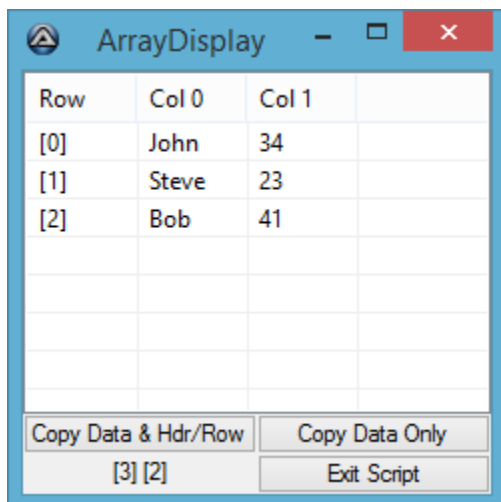 ArrayDisplay
Row Col 0 Col 1
[0] John 34
[1] Steve 23
[2] Bob 41
Copy Data & Hdr/Row Copy Data Only
[3] [2] Exit Script